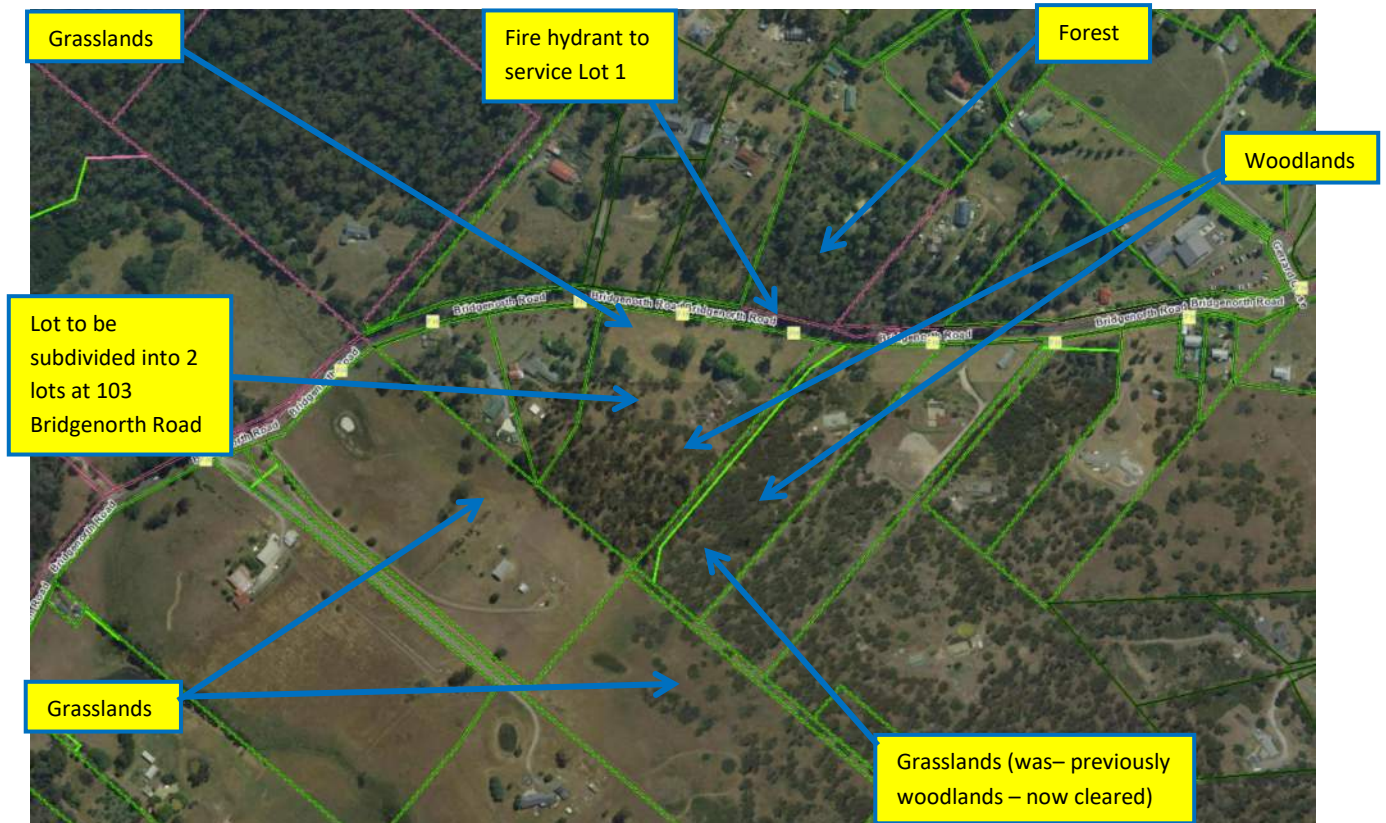 Grasslands
Fire hydrant to
service Lot 1
Forest
Woodlands
Bridgenorth Road
Bridgenorth Road
Bridgenorth Road
Bridgenorth Road
Bridgenorth Road
Bridgenorth Road
Lot to be
subdivided into 2
lots at 103
Bridgenorth Road
Bridgenorth Road
Road
Bridgenorth Road
Road
Grasslands
Grasslands (was– previously
woodlands – now cleared)